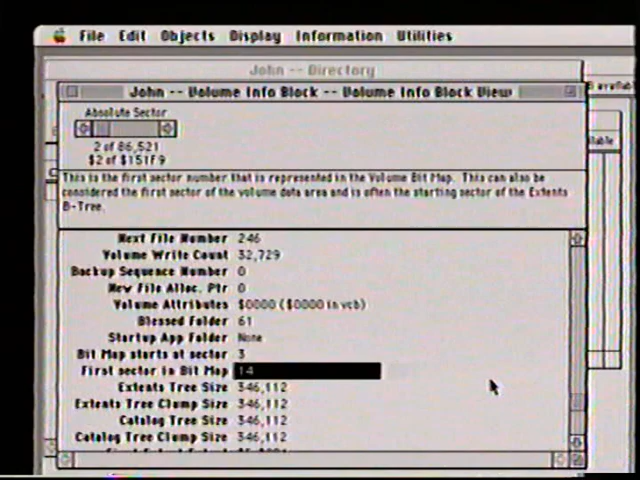 File Edit Objects Display Information Utilities
John -- Directory
John -- Volume Info Block -- Volume Info Block View
Absolute Sector
2 of 86,521
$2 of $151F9
This is the first sector number that is represented in the Volume Bit Map. This can also be
considered the first sector of the volume data area and is often the starting sector of the Extents
B-Tree.
Next File Number 246
Volume Write Count 32,729
Backup Sequence Number 0
New File Alloc. Ptr 0
Volume Attributes $0000 ($0000 in vcb)
Blessed Folder 61
Startup App Folder None
Bit Map starts at sector 3
First sector in Bit Map 14
Extents Tree Size 346,112
Extents Tree Clump Size 346,112
Catalog Tree Size 346,112
Catalog Tree Clump Size 346,112